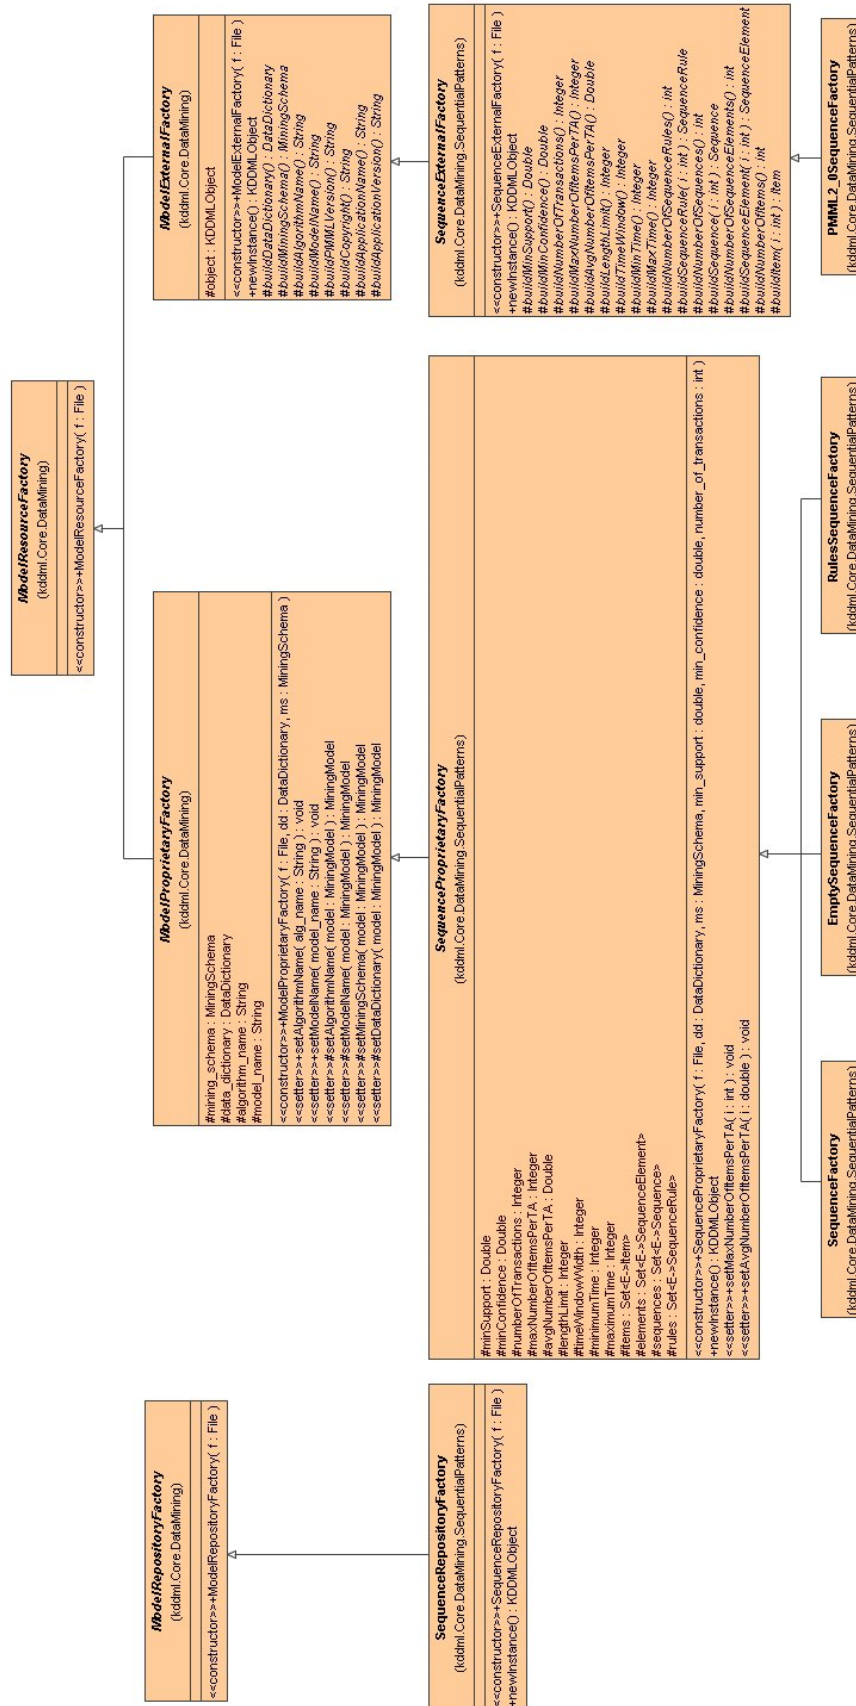 ModelRepositoryFactory
(kddml.Core.DataMining)
<<constructor>>+ModelRepositoryFactory( f : File )
SequenceRepositoryFactory
(kddml.Core.DataMining.SequentialPatterns)
<<constructor>>+SequenceRepositoryFactory( f : File )
+newInstance() : KDDMLObject
ModelResourceFactory
(kddml.Core.DataMining)
<<constructor>>+ModelResourceFactory( f : File )
ModelProprietaryFactory
(kddml.Core.DataMining)
#mining_schema : MiningSchema
#data_dictionary : DataDictionary
#algorithm_name : String
#model_name : String
<<constructor>>+ModelProprietaryFactory( f : File, dd : DataDictionary, ms : MiningSchema )
<<setter>>+setAlgorithmName( alg_name : String ) : void
<<setter>>+setModelName( model_name : String ) : void
<<setter>>#setAlgorithmName( model : MiningModel ) : MiningModel
<<setter>>#setModelName( model : MiningModel ) : MiningModel
<<setter>>#setMiningSchema( model : MiningModel ) : MiningModel
<<setter>>#setDataDictionary( model : MiningModel ) : MiningModel
ModelExternalFactory
(kddml.Core.DataMining)
#object : KDDMLObject
<<constructor>>+ModelExternalFactory( f : File )
+newInstance() : KDDMLObject
#buildDataDictionary() : DataDictionary
#buildMiningSchema() : MiningSchema
#buildAlgorithmName() : String
#buildModelName() : String
#buildPMMLVersion() : String
#buildCopyright() : String
#buildApplicationName() : String
#buildApplicationVersion() : String
SequenceProprietaryFactory
(kddml.Core.DataMining.SequentialPatterns)
#minSupport : Double
#minConfidence : Double
#numberOfTransactions : Integer
#maxNumberOfItemsPerTA : Integer
#avgNumberOfItemsPerTA : Double
#lengthLimit : Integer
#timeWindowWidth : Integer
#minimumTime : Integer
#maximumTime : Integer
#items : Set<E->Item>
#elements : Set<E->SequenceElement>
#sequences : Set<E->Sequence>
#rules : Set<E->SequenceRule>
<<constructor>>+SequenceProprietaryFactory( f : File, dd : DataDictionary, ms : MiningSchema, min_support : double, min_confidence : double, number_of_transactions : int )
+newInstance() : KDDMLObject
<<setter>>+setMaxNumberOfItemsPerTA( i : int ) : void
<<setter>>+setAvgNumberOfItemsPerTA( i : double ) : void
SequenceExternalFactory
(kddml.Core.DataMining.SequentialPatterns)
<<constructor>>+SequenceExternalFactory( f : File )
+newInstance() : KDDMLObject
#buildMinSupport() : Double
#buildMinConfidence() : Double
#buildNumberOfTransactions() : Integer
#buildMaxNumberOfItemsPerTA() : Integer
#buildAvgNumberOfItemsPerTA() : Double
#buildLengthLimit() : Integer
#buildTimeWindow() : Integer
#buildMinTime() : Integer
#buildMaxTime() : Integer
#buildNumberOfSequenceRules() : int
#buildSequenceRule( i : int ) : SequenceRule
#buildNumberOfSequences() : int
#buildSequence( i : int ) : Sequence
#buildNumberOfSequenceElements() : int
#buildSequenceElement( i : int ) : SequenceElement
#buildNumberOfItems() : int
#buildItem( i : int ) : Item
SequenceFactory
(kddml.Core.DataMining.SequentialPatterns)
EmptySequenceFactory
(kddml.Core.DataMining.SequentialPatterns)
RulesSequenceFactory
(kddml.Core.DataMining.SequentialPatterns)
PMML2_0SequenceFactory
(kddml.Core.DataMining.SequentialPatterns)